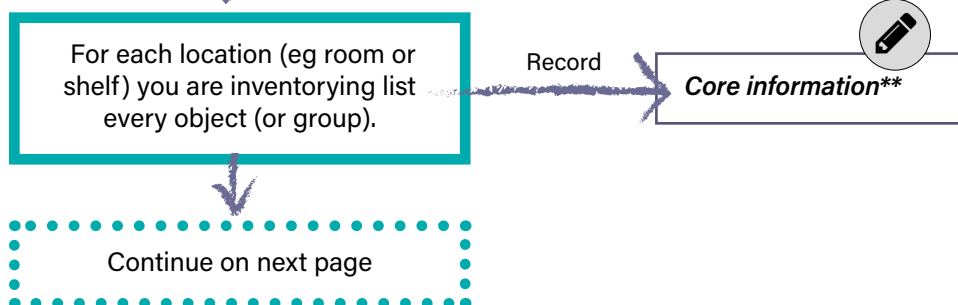 For each location (eg room or
shelf) you are inventorying list
every object (or group).
Record
Core information**
Continue on next page